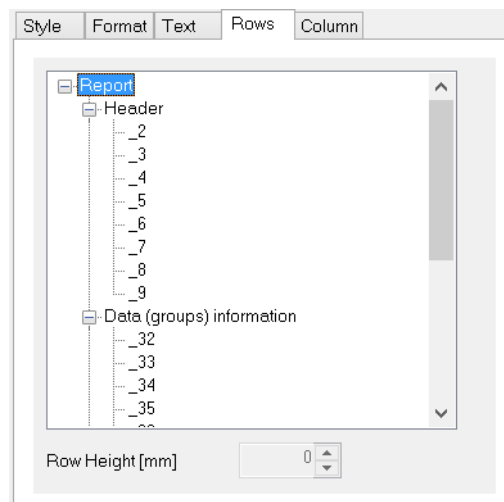 Style Format Text Rows Column
Report
Header
_2
_3
_4
_5
_6
_7
_8
_9
Data (groups) information
_32
_33
_34
_35
Row Height [mm] 0